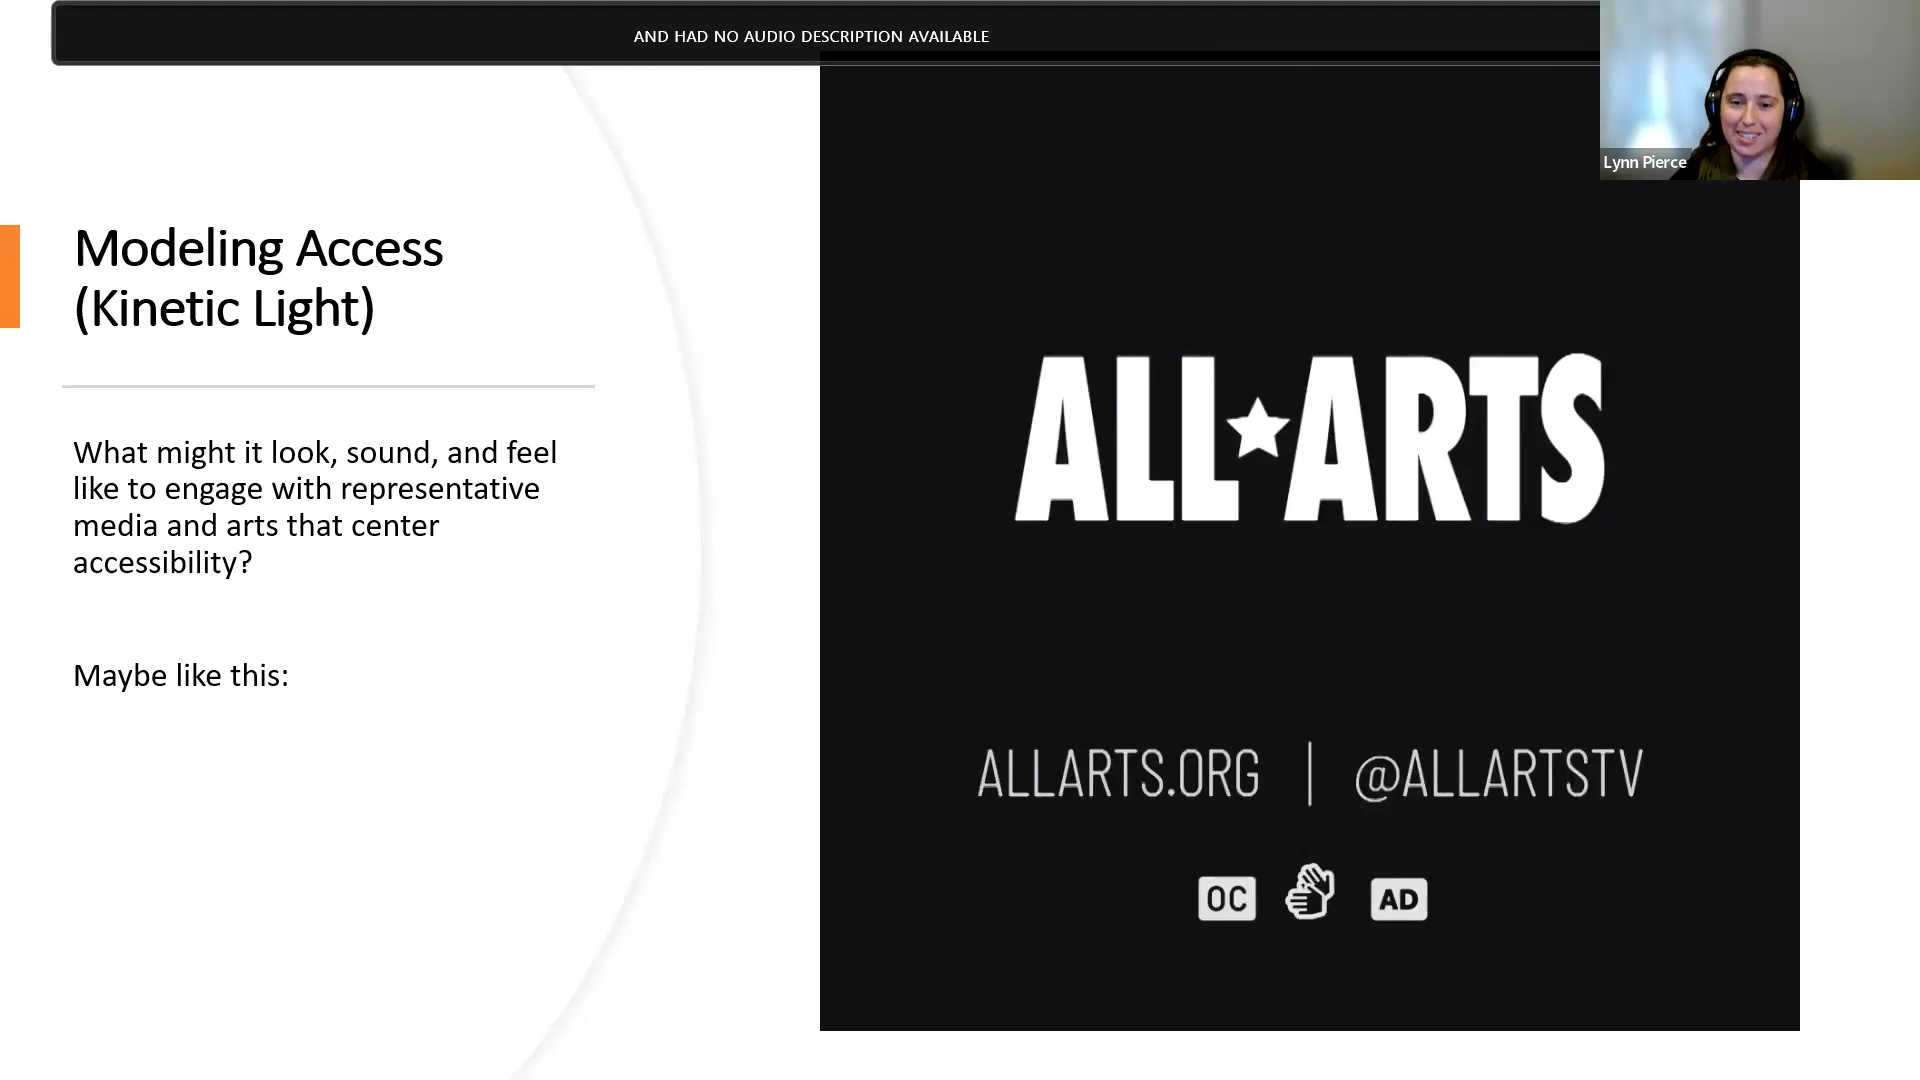 AND HAD NO AUDIO DESCRIPTION AVAILABLE
Lynn Pierce
Modeling Access
(Kinetic Light)
What might it look, sound, and feel
like to engage with representative
media and arts that center
accessibility?
Maybe like this:
ALL★ARTS
ALLARTS.ORG | @ALLARTSTV
OC AD